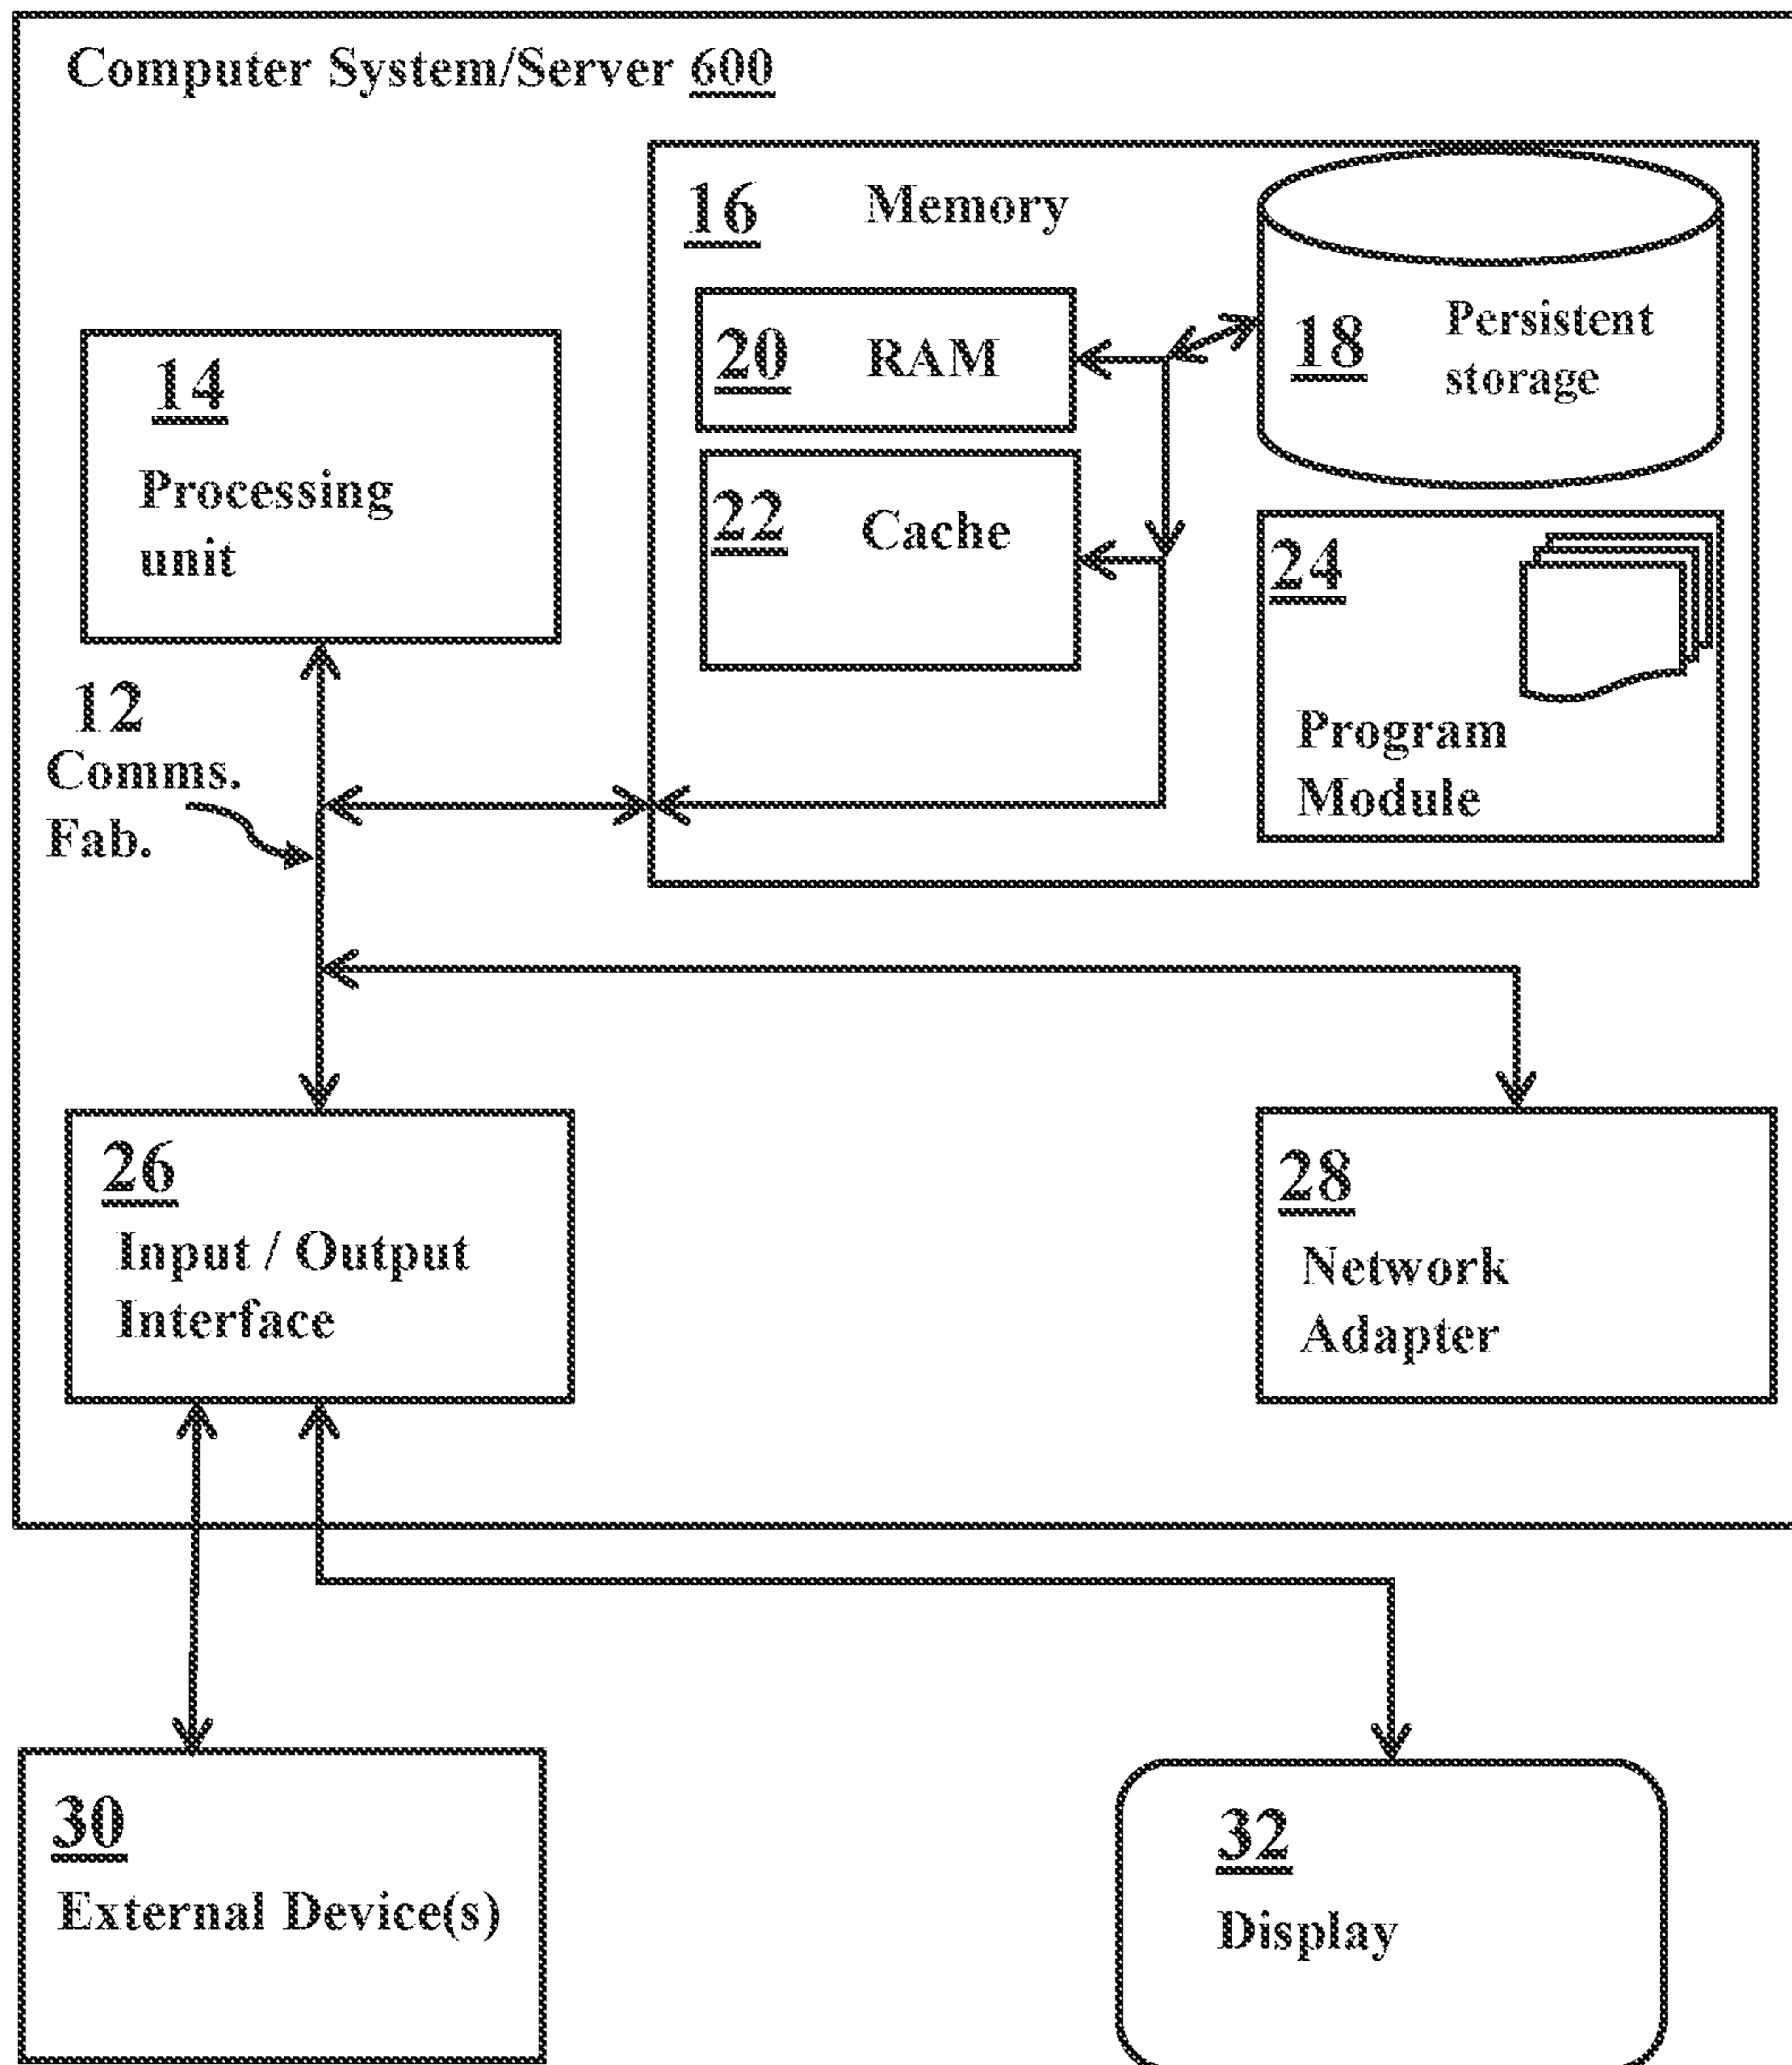 Computer System/Server 600
16 Memory
20 RAM
18 Persistent
storage
14
Processing
unit
22 Cache
24
Program
Module
12
Comms.
Fab.
26
Input / Output
Interface
28
Network
Adapter
30
External Device(s)
32
Display